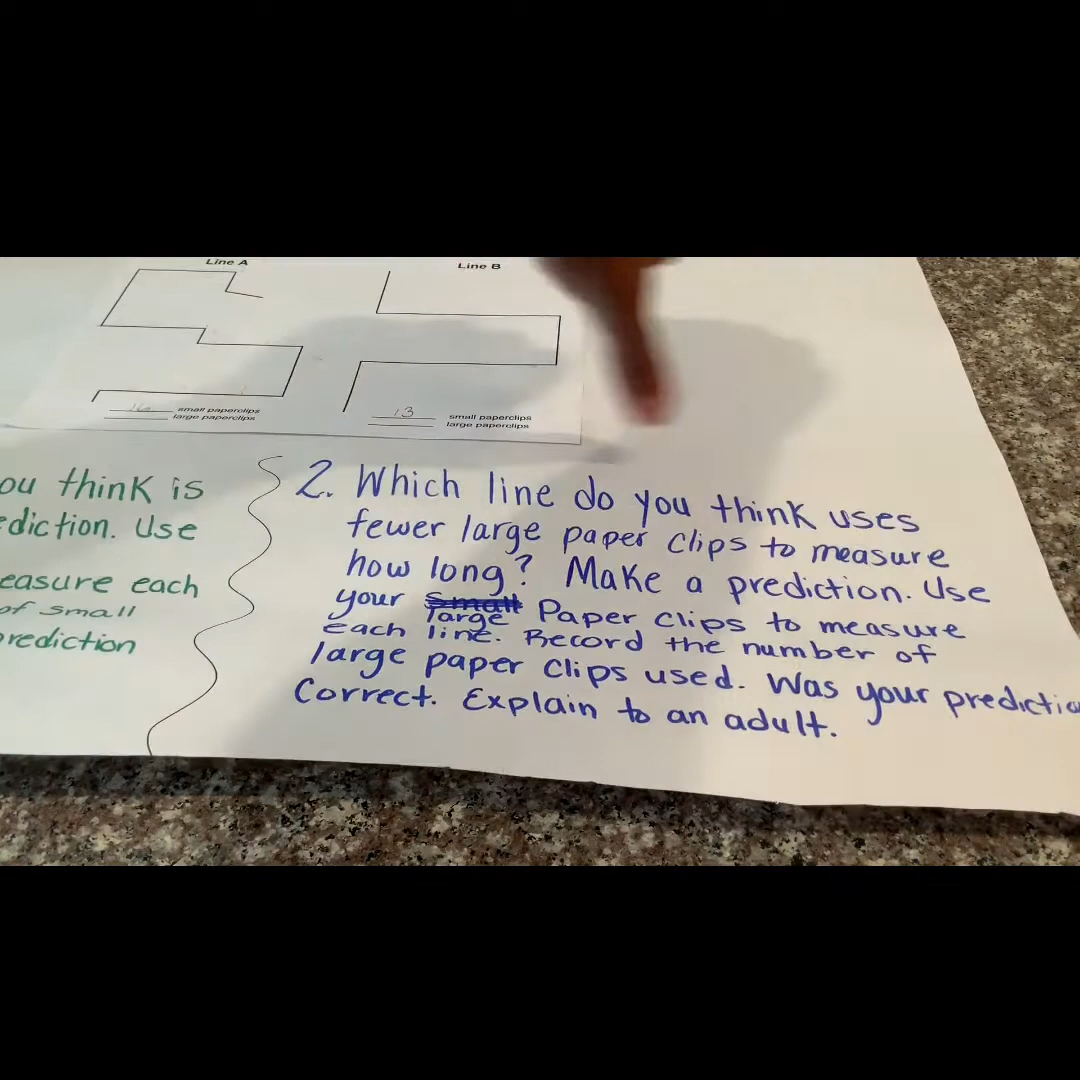 Line A
Line B
small paperclips
large paperclips
13 small paperclips
large paperclips
ou think is
ediction. Use
easure each
of small
rediction
2. Which line do you think uses
fewer large paper clips to measure
how long? Make a prediction. Use
your small large Paper clips to measure
each line. Record the number of
large paper clips used. Was your predictio
Correct. Explain to an adult.